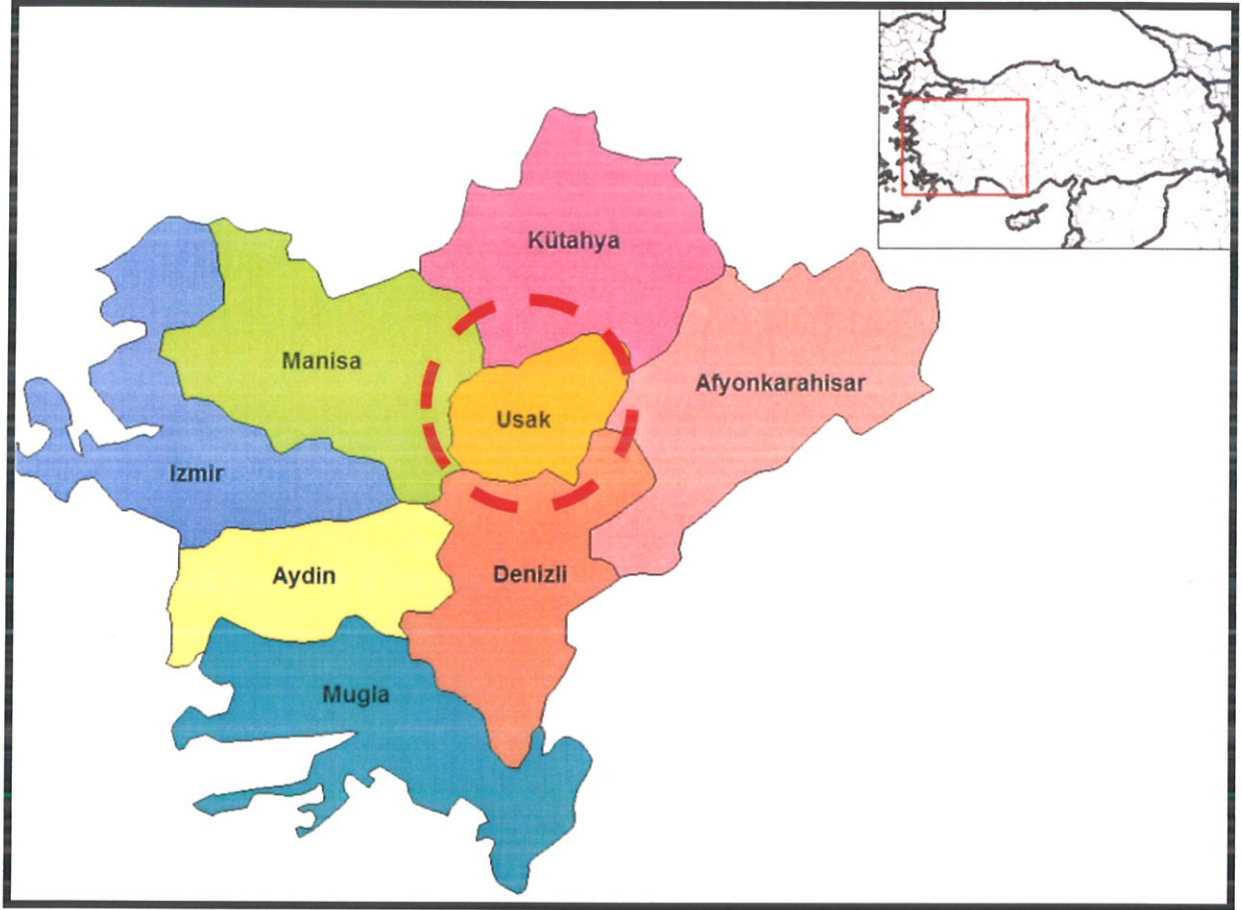 Kütahya
Manisa
Afyonkarahisar
Usak
Izmir
Aydin
Denizli
Mugla